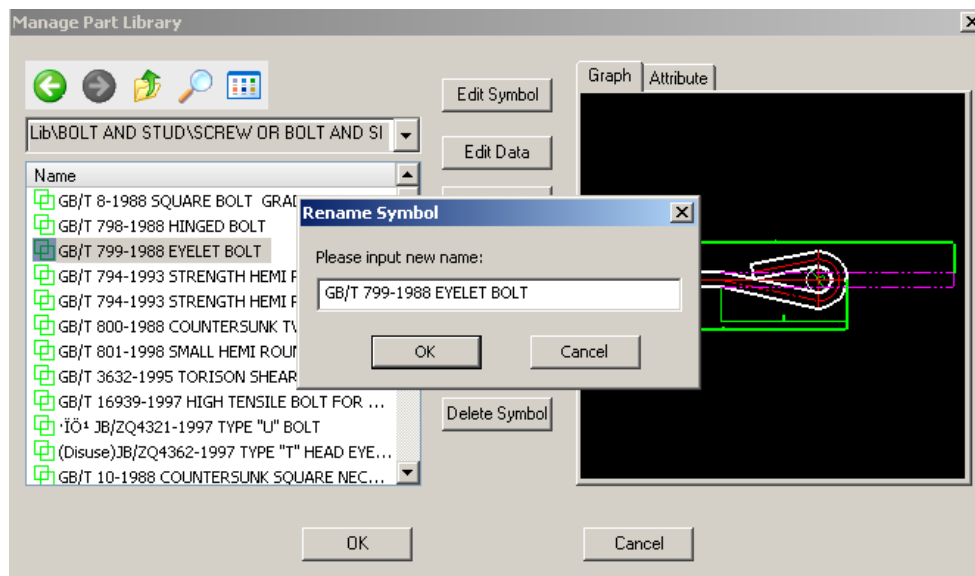 Manage Part Library
Graph
Attribute
Edit Symbol
Lib\BOLT AND STUD\SCREW OR BOLT AND SI
Edit Data
Name
GB/T 8-1988 SQUARE BOLT GRAD
GB/T 798-1988 HINGED BOLT
GB/T 799-1988 EYELET BOLT
GB/T 794-1993 STRENGTH HEMI F
GB/T 794-1993 STRENGTH HEMI F
GB/T 800-1988 COUNTERSUNK TV
GB/T 801-1998 SMALL HEMI ROUN
GB/T 3632-1995 TORISON SHEAR
GB/T 16939-1997 HIGH TENSILE BOLT FOR ...
·ÏÖ¹ JB/ZQ4321-1997 TYPE "U" BOLT
(Disuse)JB/ZQ4362-1997 TYPE "T" HEAD EYE...
GB/T 10-1988 COUNTERSUNK SQUARE NEC...
Rename Symbol
Please input new name:
GB/T 799-1988 EYELET BOLT
OK
Cancel
Delete Symbol
OK
Cancel